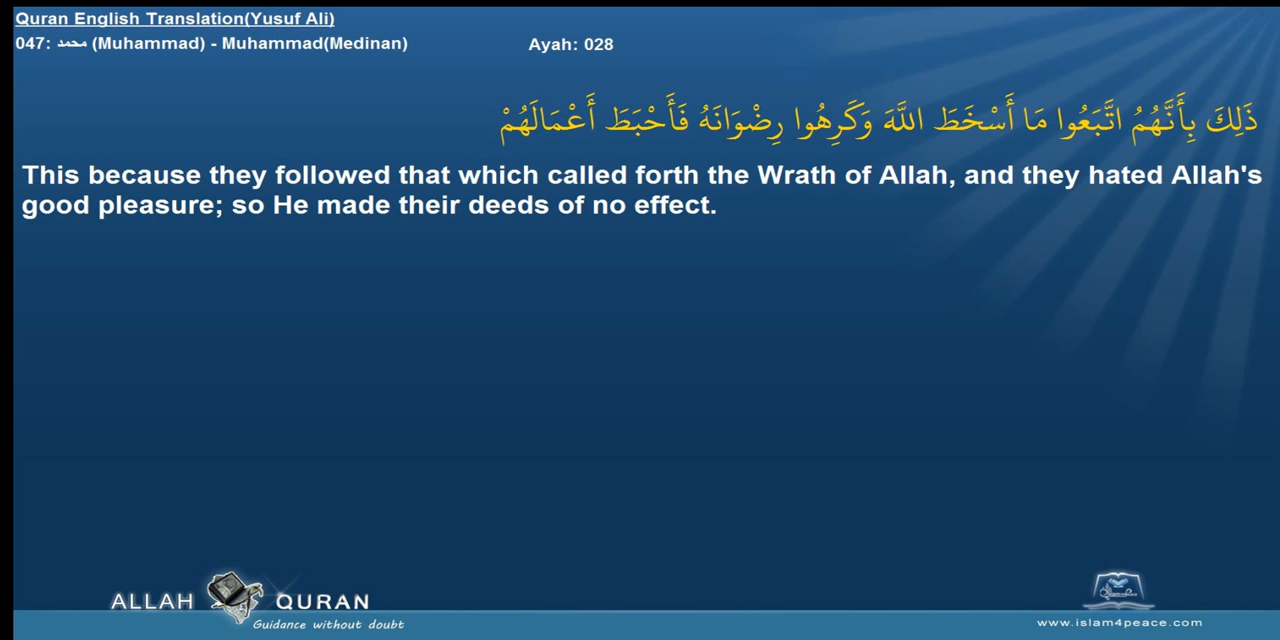 Quran English Translation(Yusuf Ali)
047: محمد (Muhammad) - Muhammad(Medinan) Ayah: 028
ذَلِكَ بِأَنَّهُمُ اتَّبَعُوا مَا أَسْخَطَ اللَّهَ وَكَرِهُوا رِضْوَانَهُ فَأَحْبَطَ أَعْمَالَهُمْ
This because they followed that which called forth the Wrath of Allah, and they hated Allah's
good pleasure; so He made their deeds of no effect.
ALLAH QURAN
Guidance without doubt
www.islam4peace.com